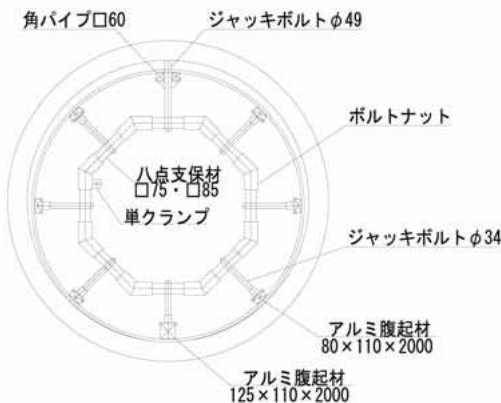 角パイプ□60
ジャッキボルトφ49
ボルトナット
八点支保材
□75・□85
単クランプ
ジャッキボルトφ34
アルミ腹起材
80×110×2000
アルミ腹起材
125×110×2000